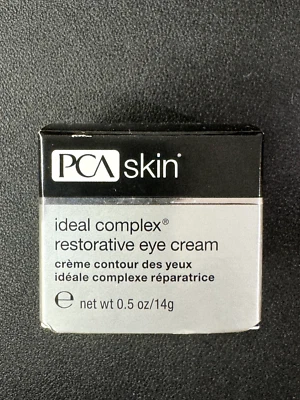 PCA skin®
ideal complex®
restorative eye cream
crème contour des yeux
idéale complexe réparatrice
℮ net wt 0.5 oz/14g